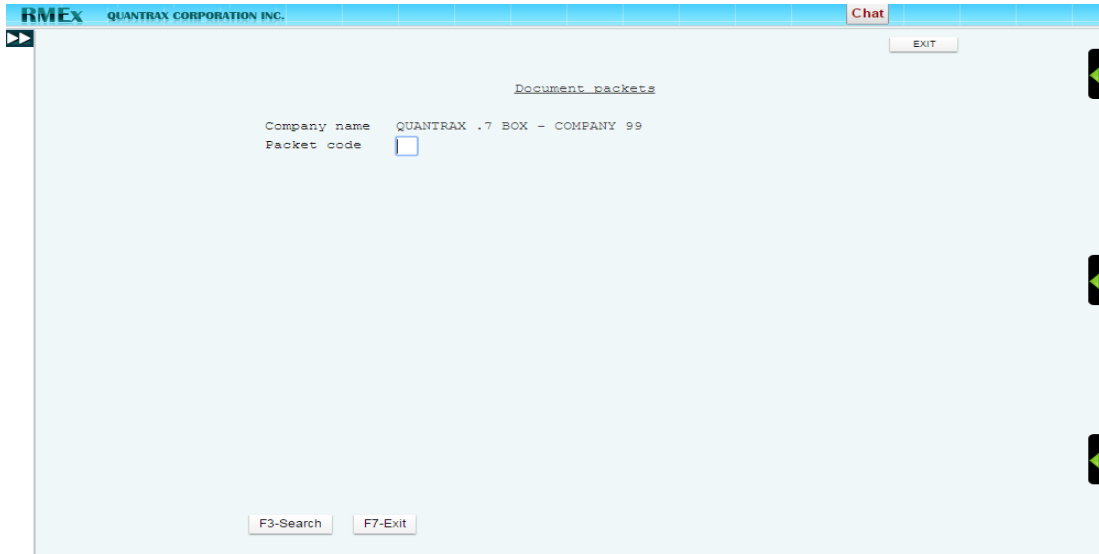 RMEx QUANTRAX CORPORATION INC. Chat
EXIT
Document packets
Company name QUANTRAX .7 BOX - COMPANY 99
Packet code
F3-Search F7-Exit